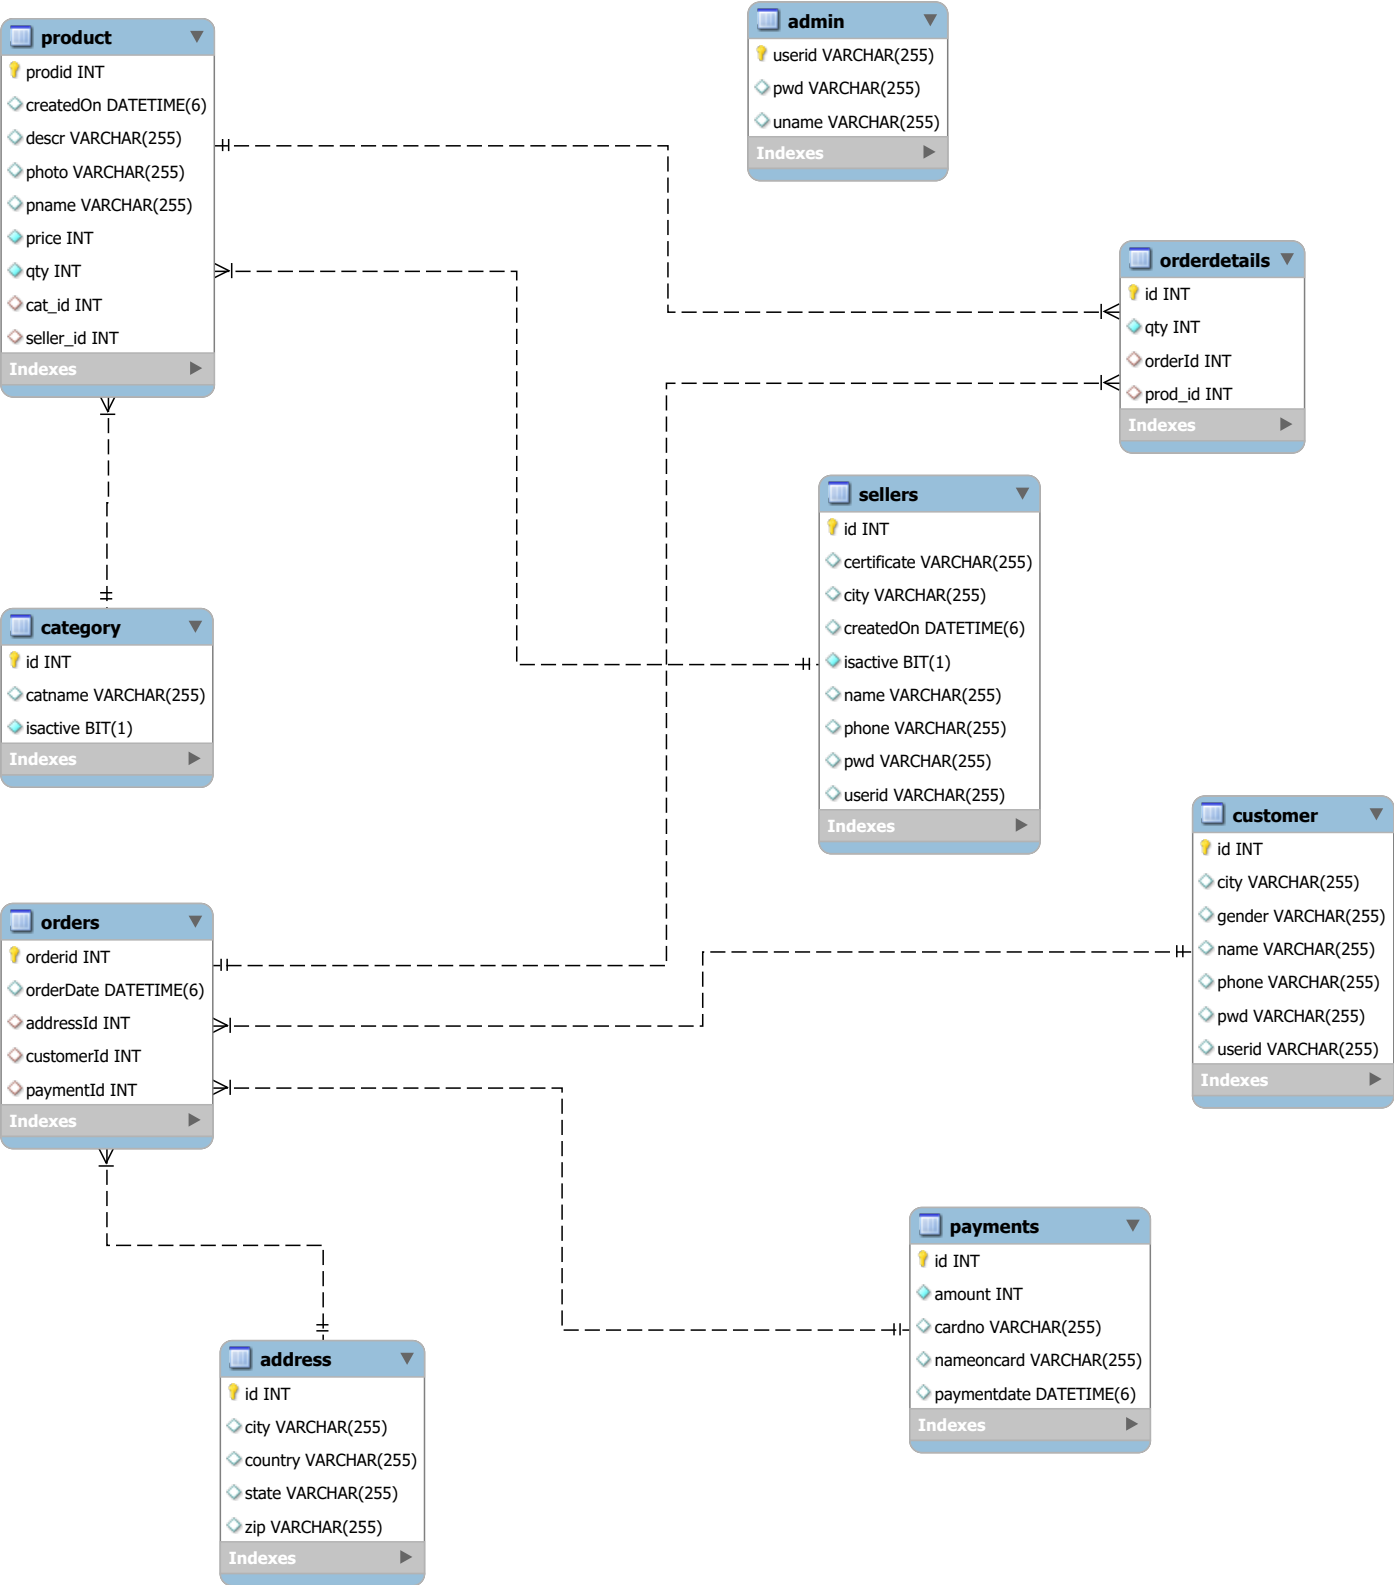 product
prodid INT
createdOn DATETIME(6)
descr VARCHAR(255)
photo VARCHAR(255)
pname VARCHAR(255)
price INT
qty INT
cat_id INT
seller_id INT
Indexes
admin
userid VARCHAR(255)
pwd VARCHAR(255)
uname VARCHAR(255)
Indexes
orderdetails
id INT
qty INT
orderId INT
prod_id INT
Indexes
sellers
id INT
certificate VARCHAR(255)
city VARCHAR(255)
createdOn DATETIME(6)
isactive BIT(1)
name VARCHAR(255)
phone VARCHAR(255)
pwd VARCHAR(255)
userid VARCHAR(255)
Indexes
category
id INT
catname VARCHAR(255)
isactive BIT(1)
Indexes
customer
id INT
city VARCHAR(255)
gender VARCHAR(255)
name VARCHAR(255)
phone VARCHAR(255)
pwd VARCHAR(255)
userid VARCHAR(255)
Indexes
orders
orderid INT
orderDate DATETIME(6)
addressId INT
customerId INT
paymentId INT
Indexes
payments
id INT
amount INT
cardno VARCHAR(255)
nameoncard VARCHAR(255)
paymentdate DATETIME(6)
Indexes
address
id INT
city VARCHAR(255)
country VARCHAR(255)
state VARCHAR(255)
zip VARCHAR(255)
Indexes